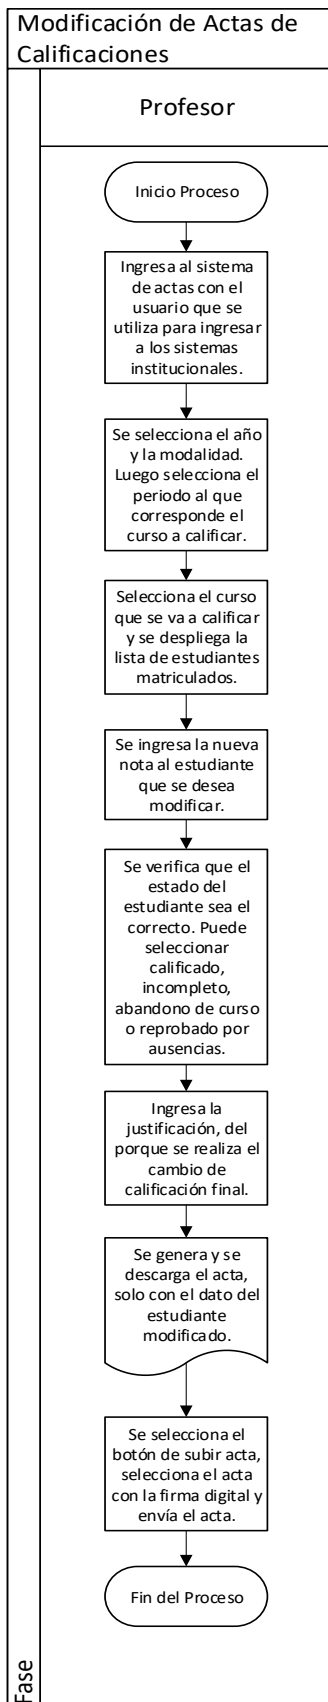 Modificación de Actas de
Calificaciones
Profesor
Inicio Proceso
Ingresa al sistema
de actas con el
usuario que se
utiliza para ingresar
a los sistemas
institucionales.
Se selecciona el año
y la modalidad.
Luego selecciona el
periodo al que
corresponde el
curso a calificar.
Selecciona el curso
que se va a calificar
y se despliega la
lista de estudiantes
matriculados.
Se ingresa la nueva
nota al estudiante
que se desea
modificar.
Se verifica que el
estado del
estudiante sea el
correcto. Puede
seleccionar
calificado,
incompleto,
abandono de curso
o reprobado por
ausencias.
Ingresa la
justificación, del
porque se realiza el
cambio de
calificación final.
Se genera y se
descarga el acta,
solo con el dato del
estudiante
modificado.
Se selecciona el
botón de subir acta,
selecciona el acta
con la firma digital y
envía el acta.
Fin del Proceso
Fase